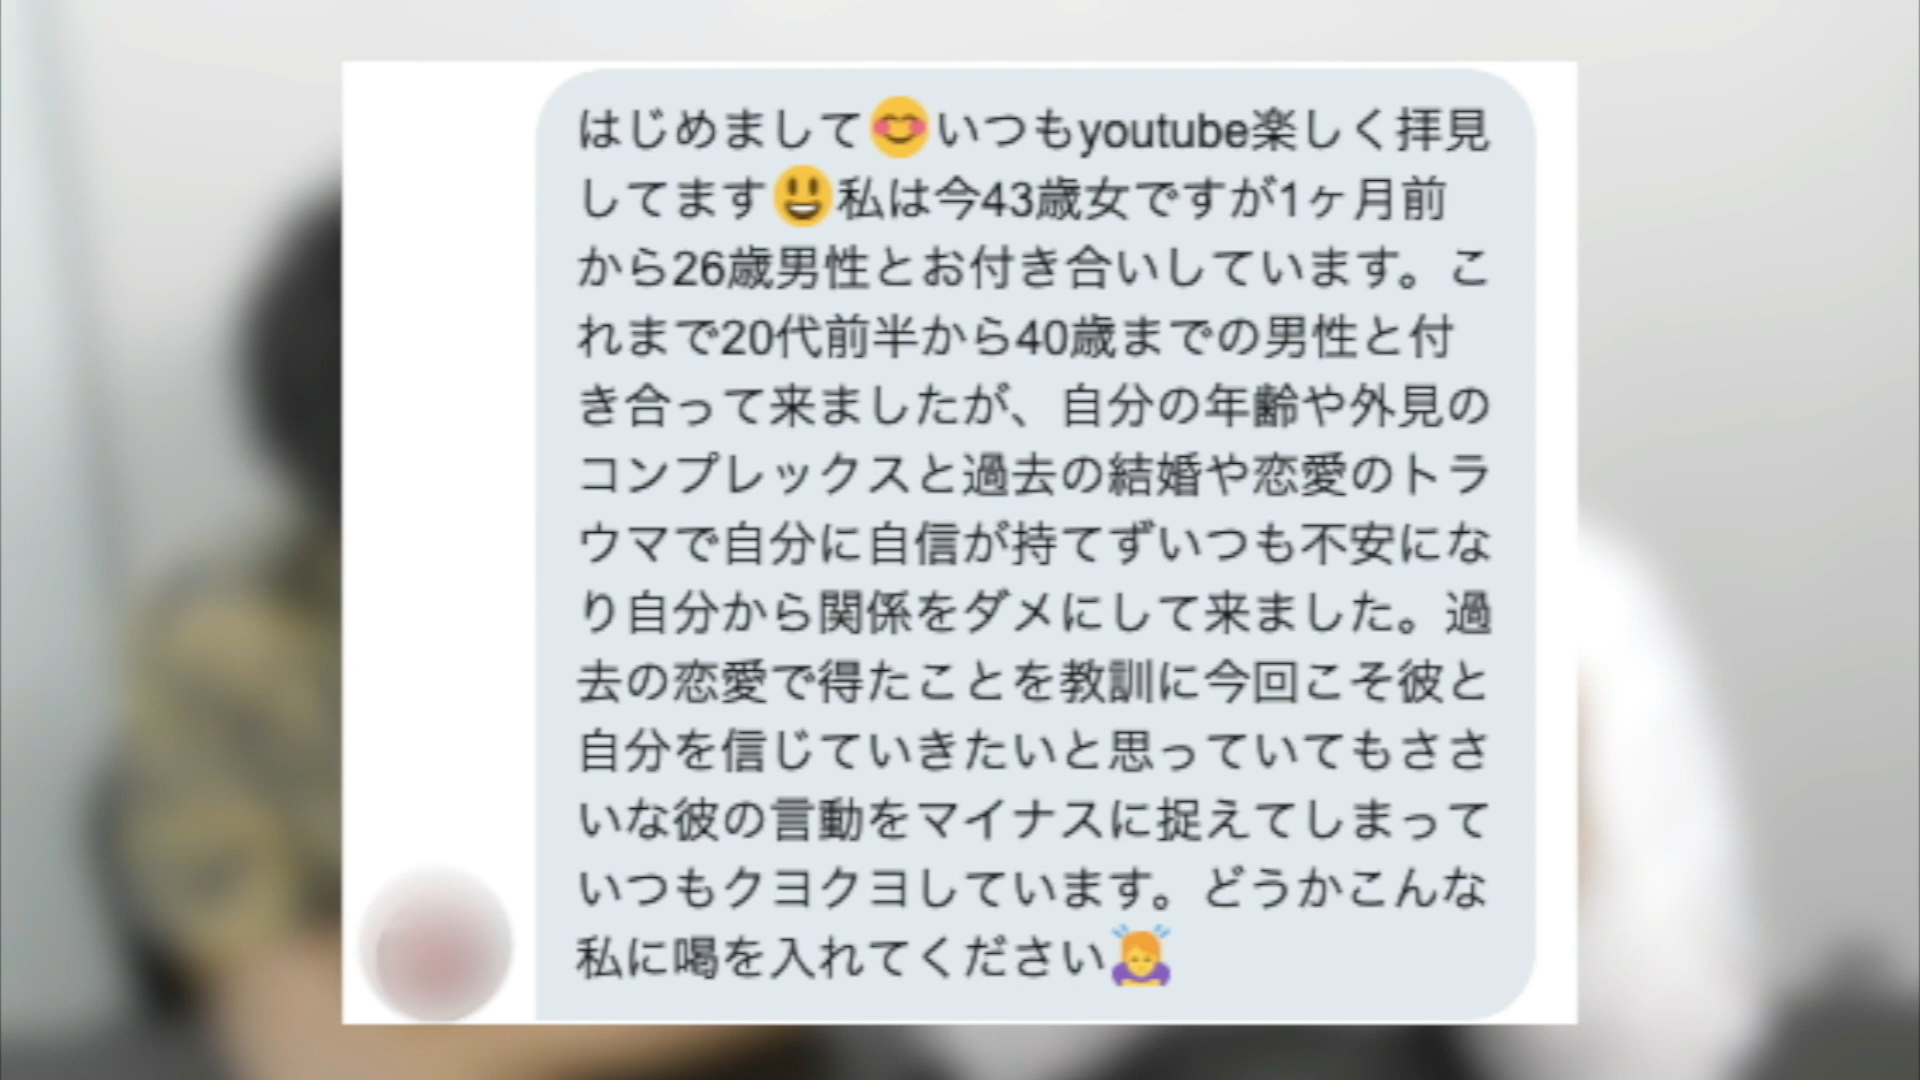 はじめまして😊いつもyoutube楽しく拝見
してます😃私は今43歳女ですが1ヶ月前
から26歳男性とお付き合いしています。こ
れまで20代前半から40歳までの男性と付
き合って来ましたが、自分の年齢や外見の
コンプレックスと過去の結婚や恋愛のトラ
ウマで自分に自信が持てずいつも不安にな
り自分から関係をダメにして来ました。過
去の恋愛で得たことを教訓に今回こそ彼と
自分を信じていきたいと思っていてもささ
いな彼の言動をマイナスに捉えてしまって
いつもクヨクヨしています。どうかこんな
私に喝を入れてください🙇